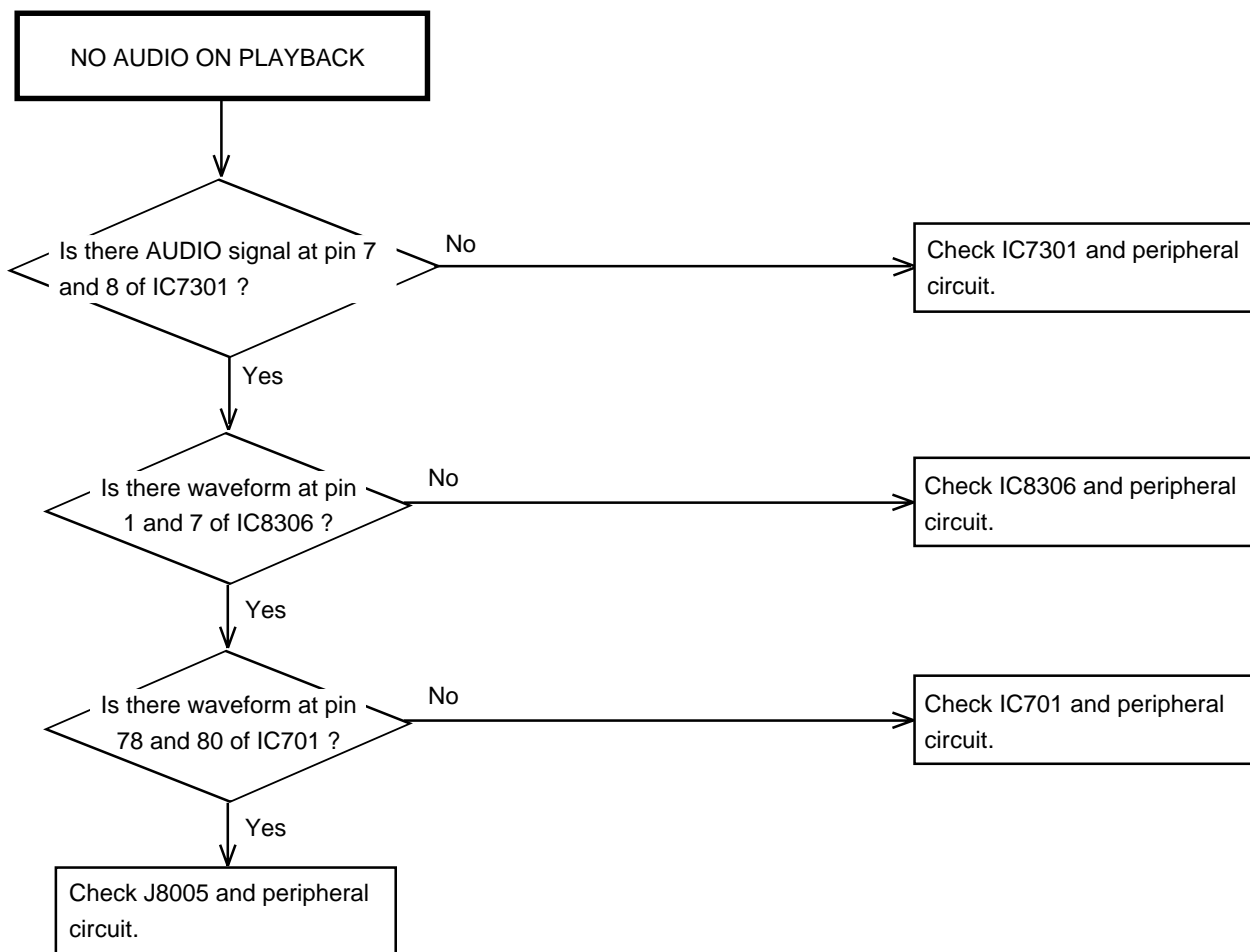 NO AUDIO ON PLAYBACK
Is there AUDIO signal at pin 7
and 8 of IC7301 ?
No
Check IC7301 and peripheral
circuit.
Yes
Is there waveform at pin
1 and 7 of IC8306 ?
No
Check IC8306 and peripheral
circuit.
Yes
Is there waveform at pin
78 and 80 of IC701 ?
No
Check IC701 and peripheral
circuit.
Yes
Check J8005 and peripheral
circuit.